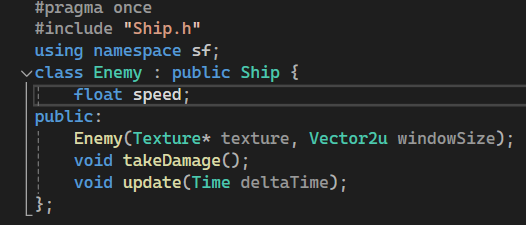 #pragma once
#include "Ship.h"
using namespace sf;
class Enemy : public Ship {
    float speed;
public:
    Enemy(Texture* texture, Vector2u windowSize);
    void takeDamage();
    void update(Time deltaTime);
};